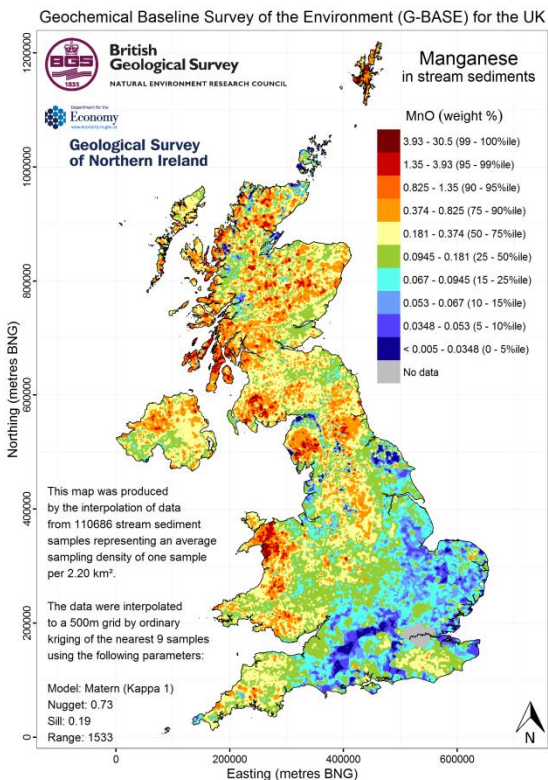 Geochemical Baseline Survey of the Environment (G-BASE) for the UK
BGS
1835
British
Geological Survey
NATURAL ENVIRONMENT RESEARCH COUNCIL
Department for the
Economy
www.economy-ni.gov.uk
Geological Survey
of Northern Ireland
Manganese
in stream sediments
MnO (weight %)
3.93 - 30.5 (99 - 100%ile)
1.35 - 3.93 (95 - 99%ile)
0.825 - 1.35 (90 - 95%ile)
0.374 - 0.825 (75 - 90%ile)
0.181 - 0.374 (50 - 75%ile)
0.0945 - 0.181 (25 - 50%ile)
0.067 - 0.0945 (15 - 25%ile)
0.053 - 0.067 (10 - 15%ile)
0.0348 - 0.053 (5 - 10%ile)
< 0.005 - 0.0348 (0 - 5%ile)
No data
1200000
1000000
800000
600000
400000
200000
0
Northing (metres BNG)
This map was produced
by the interpolation of data
from 110686 stream sediment
samples representing an average
sampling density of one sample
per 2.20 km².
The data were interpolated
to a 500m grid by ordinary
kriging of the nearest 9 samples
using the following parameters:
Model: Matern (Kappa 1)
Nugget: 0.73
Sill: 0.19
Range: 1533
N
0 200000 400000 600000
Easting (metres BNG)